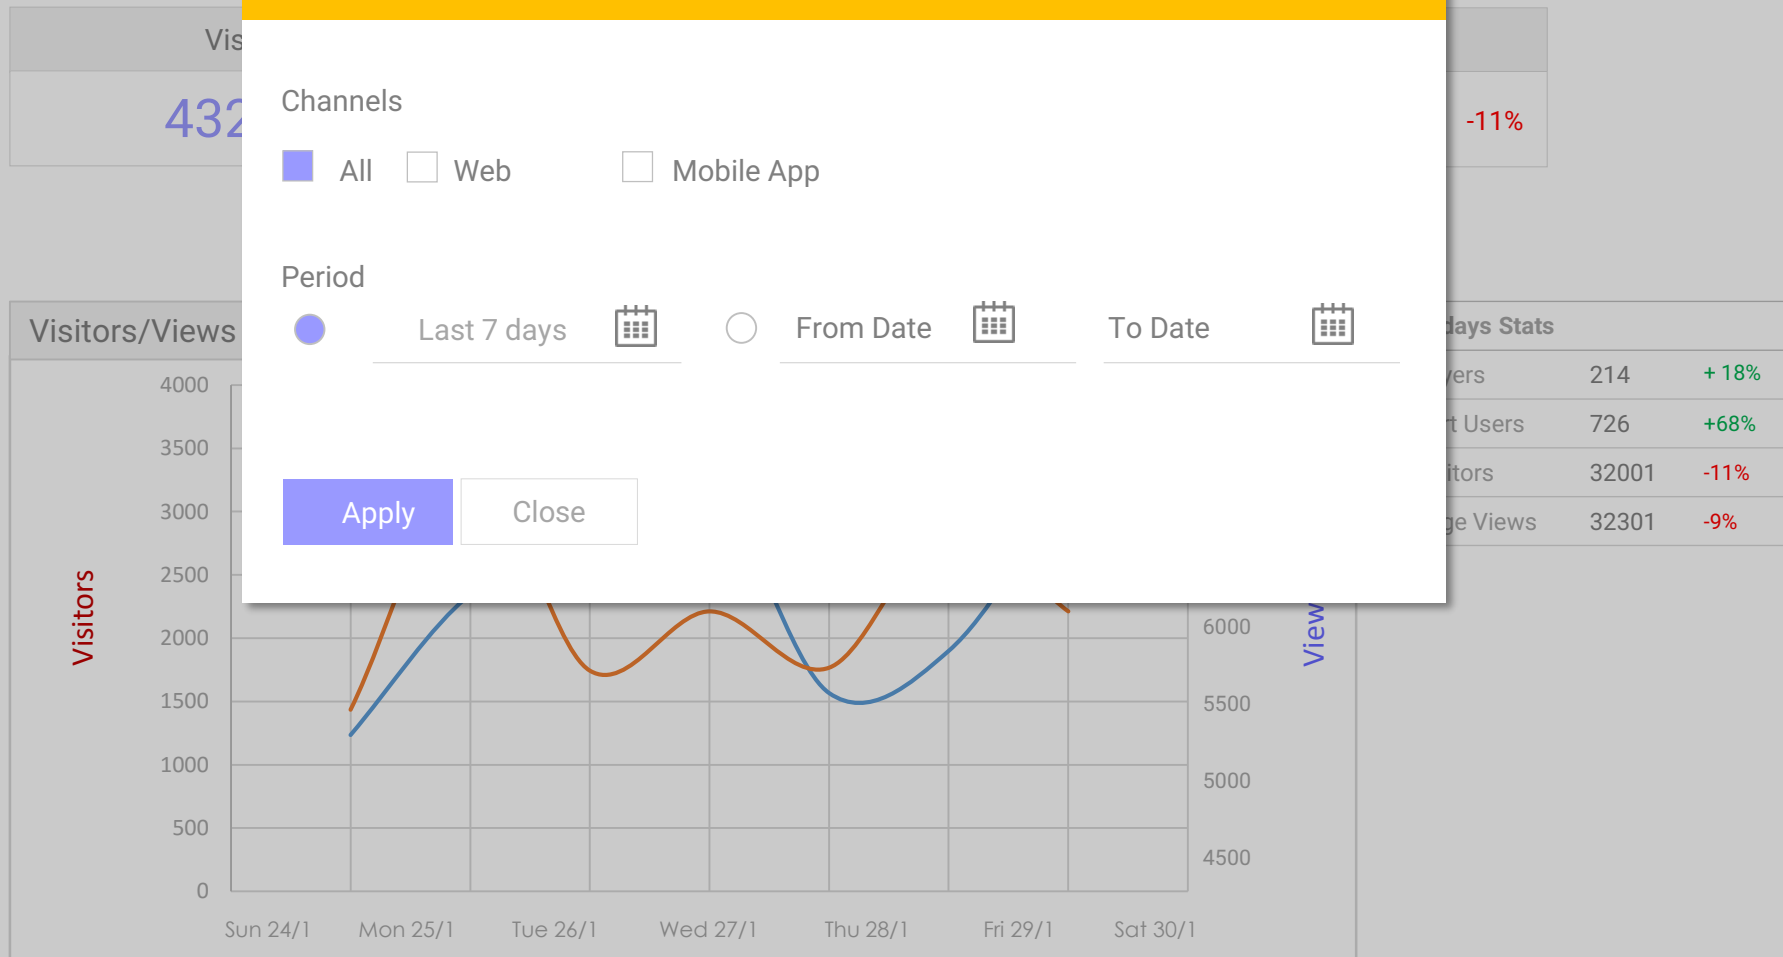 Vis
432
-11%
Channels
All Web Mobile App
Period
Last 7 days From Date To Date
Apply Close
Visitors/Views
days Stats
yers 214 + 18%
t Users 726 +68%
itors 32001 -11%
ge Views 32301 -9%
4000
3500
3000
2500
2000
1500
1000
500
0
Visitors
6000
5500
5000
4500
View
Sun 24/1 Mon 25/1 Tue 26/1 Wed 27/1 Thu 28/1 Fri 29/1 Sat 30/1